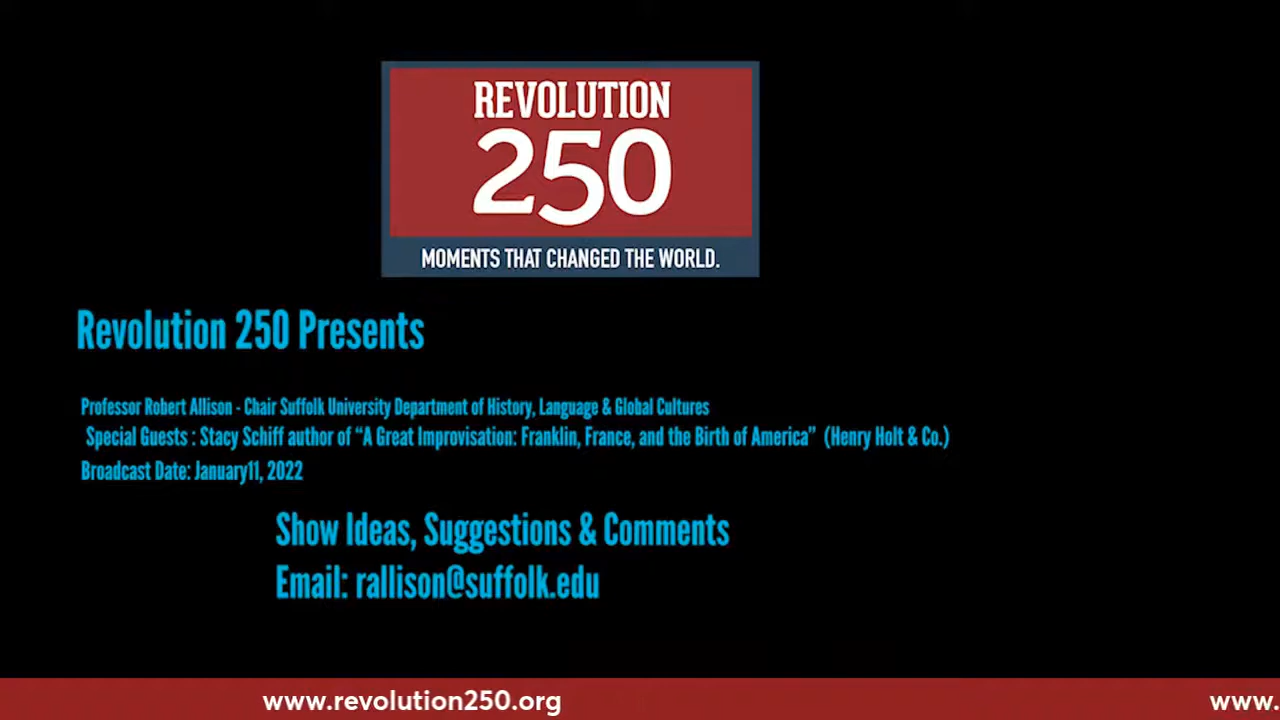 REVOLUTION
250
MOMENTS THAT CHANGED THE WORLD.
Revolution 250 Presents
Professor Robert Allison - Chair Suffolk University Department of History, Language & Global Cultures
Special Guests : Stacy Schiff author of “A Great Improvisation: Franklin, France, and the Birth of America” (Henry Holt & Co.)
Broadcast Date: January11, 2022
Show Ideas, Suggestions & Comments
Email: rallison@suffolk.edu
www.revolution250.org www.